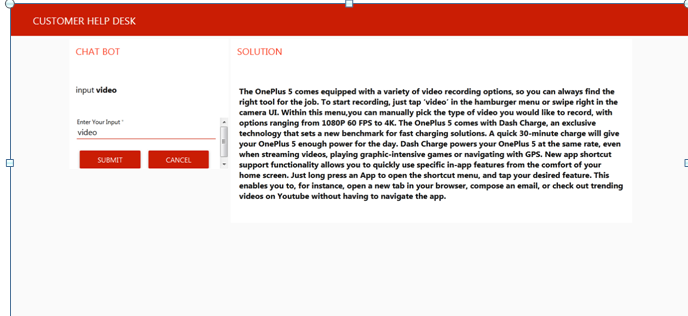 CUSTOMER HELP DESK
CHAT BOT
input video
Enter Your Input *
video
SUBMIT CANCEL
SOLUTION
The OnePlus 5 comes equipped with a variety of video recording options, so you can always find the
right tool for the job. To start recording, just tap 'video' in the hamburger menu or swipe right in the
camera UI. Within this menu,you can manually pick the type of video you would like to record, with
options ranging from 1080P 60 FPS to 4K. The OnePlus 5 comes with Dash Charge, an exclusive
technology that sets a new benchmark for fast charging solutions. A quick 30-minute charge will give
your OnePlus 5 enough power for the day. Dash Charge powers your OnePlus 5 at the same rate, even
when streaming videos, playing graphic-intensive games or navigating with GPS. New app shortcut
support functionality allows you to quickly use specific in-app features from the comfort of your
home screen. Just long press an App to open the shortcut menu, and tap your desired feature. This
enables you to, for instance, open a new tab in your browser, compose an email, or check out trending
videos on Youtube without having to navigate the app.